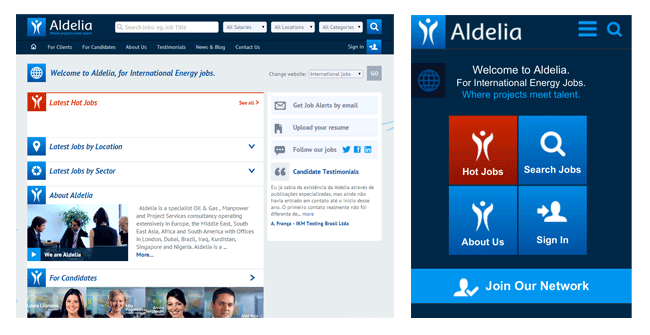 Aldelia
Where projects meet talent.
Search Jobs: eg. Job Title
All Salaries
All Locations
All Categories
For Clients
For Candidates
About Us
Testimonials
News & Blog
Contact Us
Sign in
Welcome to Aldelia, for International Energy jobs.
Change website:
International Jobs
GO
Latest Hot Jobs
See all >
Latest Jobs by Location
Latest Jobs by Sector
About Aldelia
We are Aldelia
Aldelia is a specialist Oil & Gas, Manpower
and Project Services consultancy operating
extensively in Europe, the Middle East, South
East Asia, Africa and South America with Offices
in London, Dubai, Brazil, Iraq, Kurdistan,
Singapore and Nigeria. Aldelia is a ...
More...
For Candidates
Get Job Alerts by email
Upload your resume
Follow our jobs
Candidate Testimonials
Eu já sabia da existência da Aldelia através de
publicações especializadas, mas ainda não
havia entrado em contato até o início desse
ano. O primeiro contato realmente não foi
diferente de... more
A. França - IKM Testing Brasil Ltda
Aldelia
Welcome to Aldelia.
For International Energy Jobs.
Where projects meet talent.
Hot Jobs
Search Jobs
About Us
Sign In
Join Our Network